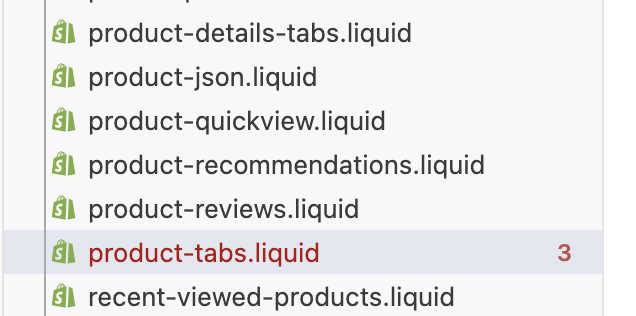 product-details-tabs.liquid
product-json.liquid
product-quickview.liquid
product-recommendations.liquid
product-reviews.liquid
product-tabs.liquid 3
recent-viewed-products.liquid